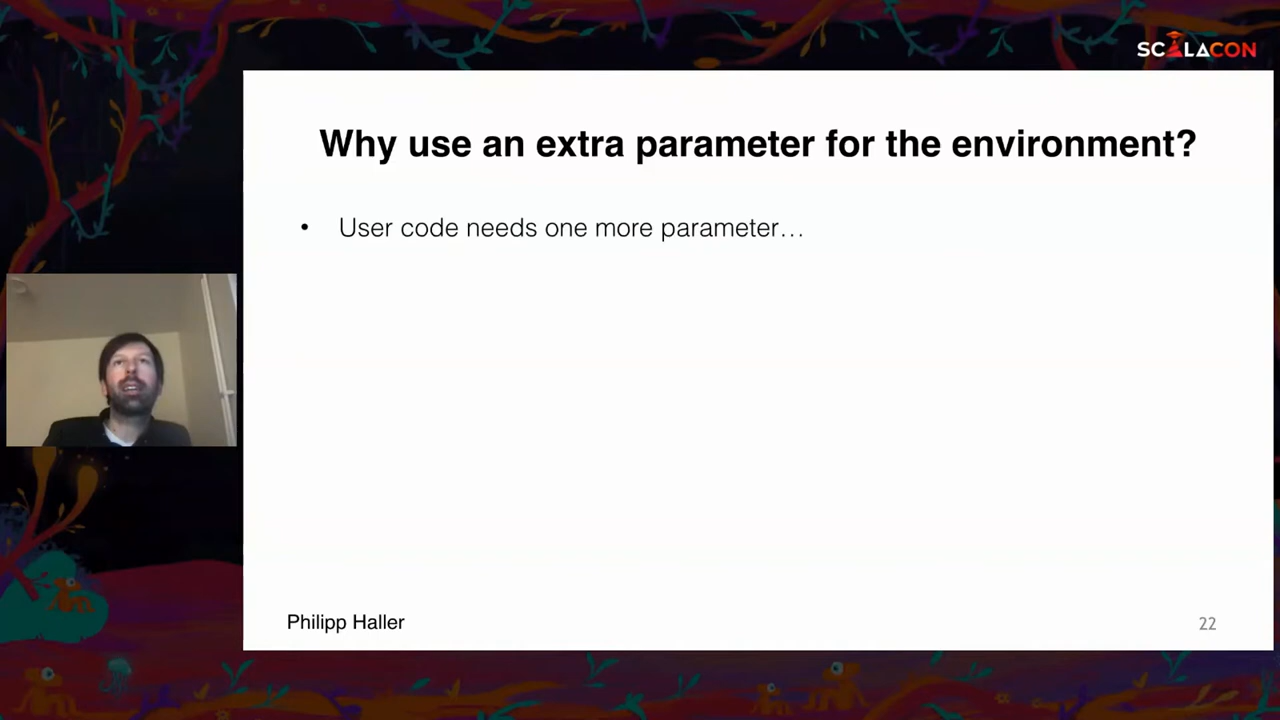 SCALACON
Why use an extra parameter for the environment?
• User code needs one more parameter…
Philipp Haller
22